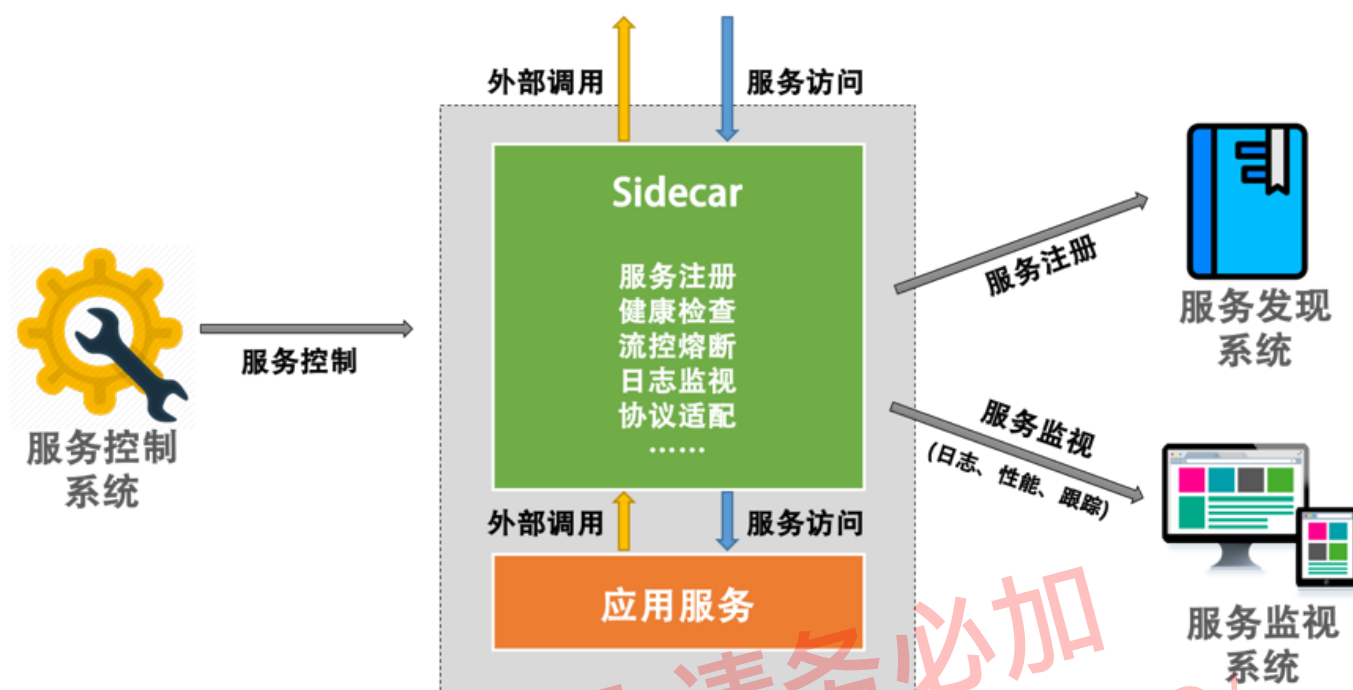 外部调用
服务访问
Sidecar
服务注册
健康检查
流控熔断
日志监视
协议适配
……
服务控制
服务控制
系统
服务注册
服务发现
系统
服务监视
(日志、性能、跟踪)
服务监视
系统
外部调用
服务访问
应用服务
请务必加